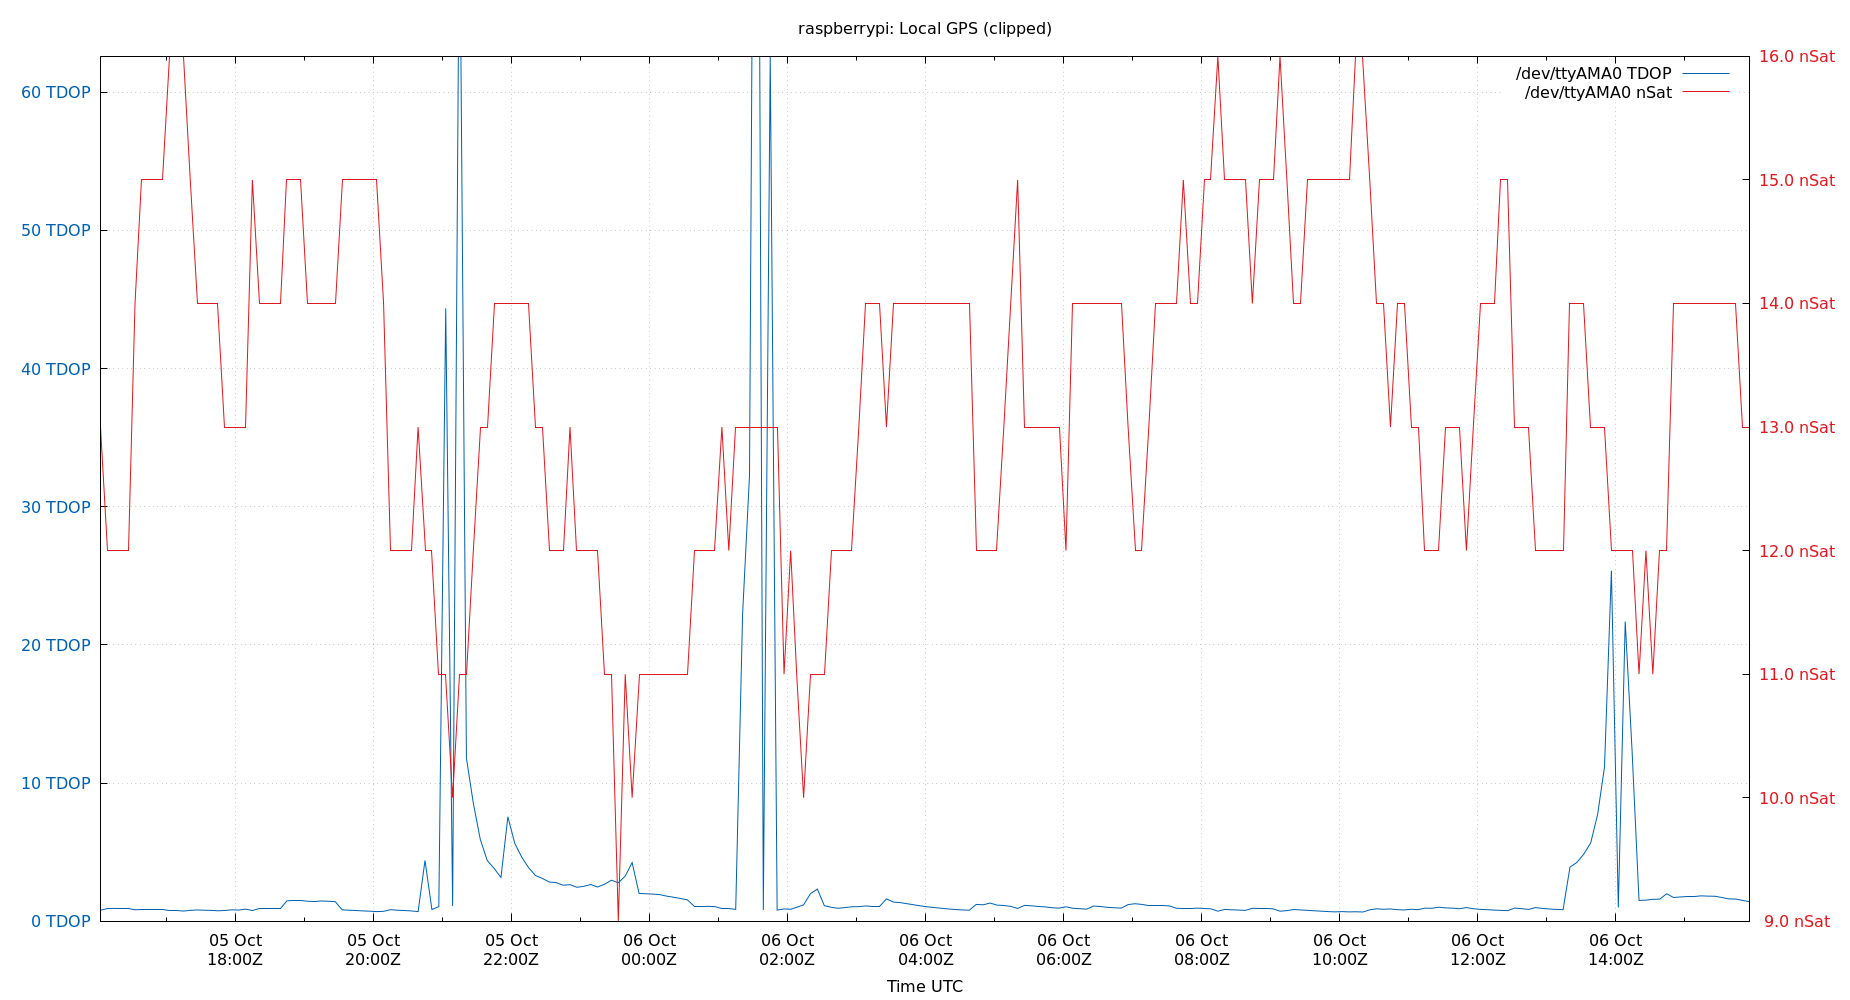 raspberrypi: Local GPS (clipped)
/dev/ttyAMA0 TDOP
/dev/ttyAMA0 nSat
60 TDOP
50 TDOP
40 TDOP
30 TDOP
20 TDOP
10 TDOP
0 TDOP
16.0 nSat
15.0 nSat
14.0 nSat
13.0 nSat
12.0 nSat
11.0 nSat
10.0 nSat
9.0 nSat
05 Oct
18:00Z
05 Oct
20:00Z
05 Oct
22:00Z
06 Oct
00:00Z
06 Oct
02:00Z
06 Oct
04:00Z
06 Oct
06:00Z
06 Oct
08:00Z
06 Oct
10:00Z
06 Oct
12:00Z
06 Oct
14:00Z
Time UTC